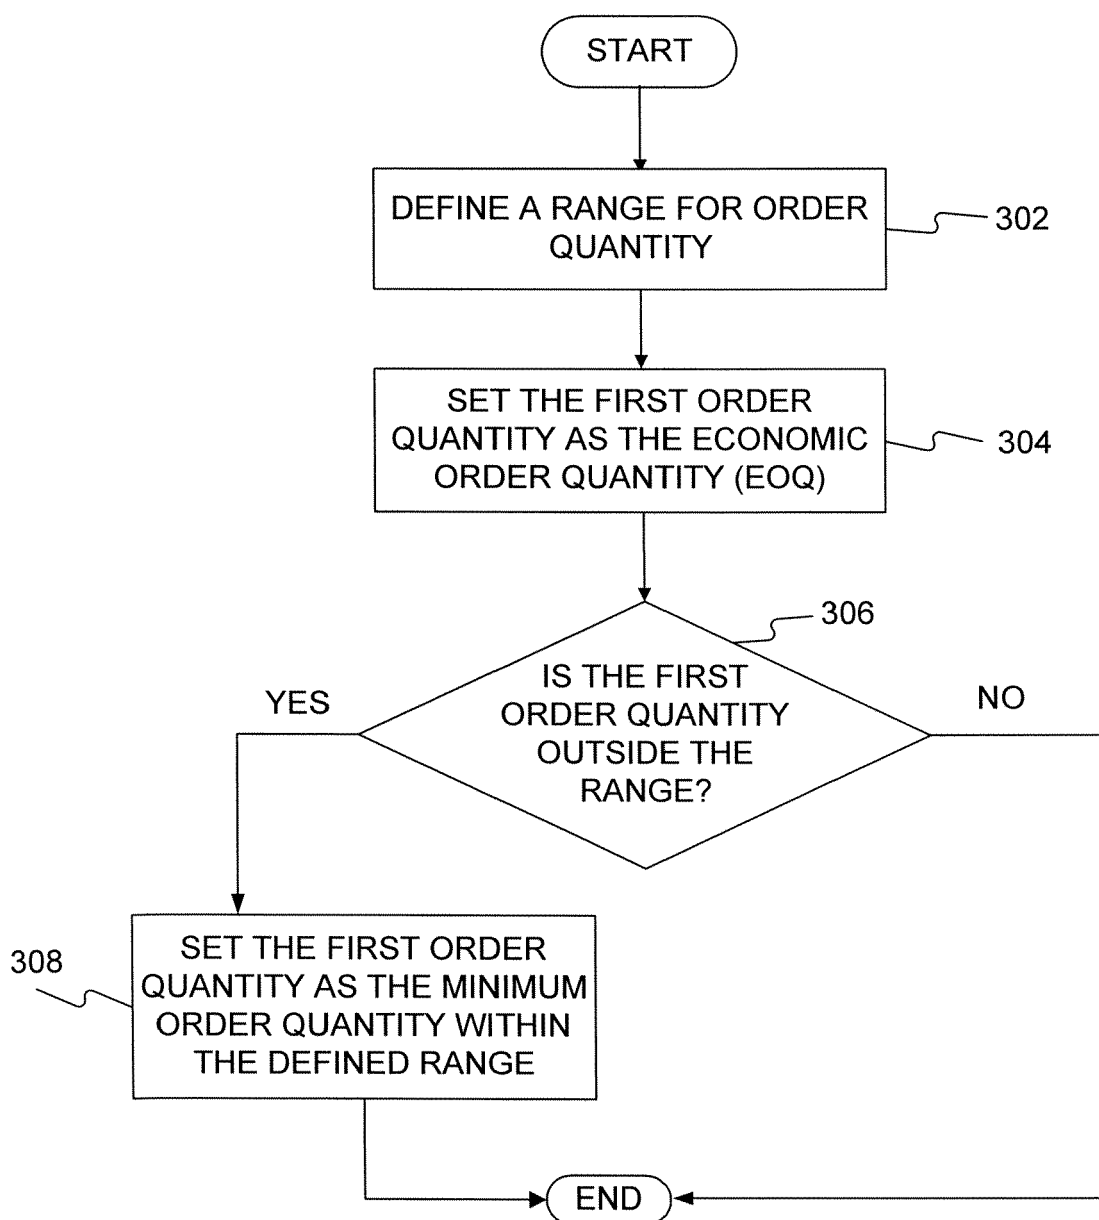 START
DEFINE A RANGE FOR ORDER
QUANTITY
302
SET THE FIRST ORDER
QUANTITY AS THE ECONOMIC
ORDER QUANTITY (EOQ)
304
306
IS THE FIRST
ORDER QUANTITY
OUTSIDE THE
RANGE?
YES
NO
308
SET THE FIRST ORDER
QUANTITY AS THE MINIMUM
ORDER QUANTITY WITHIN
THE DEFINED RANGE
END